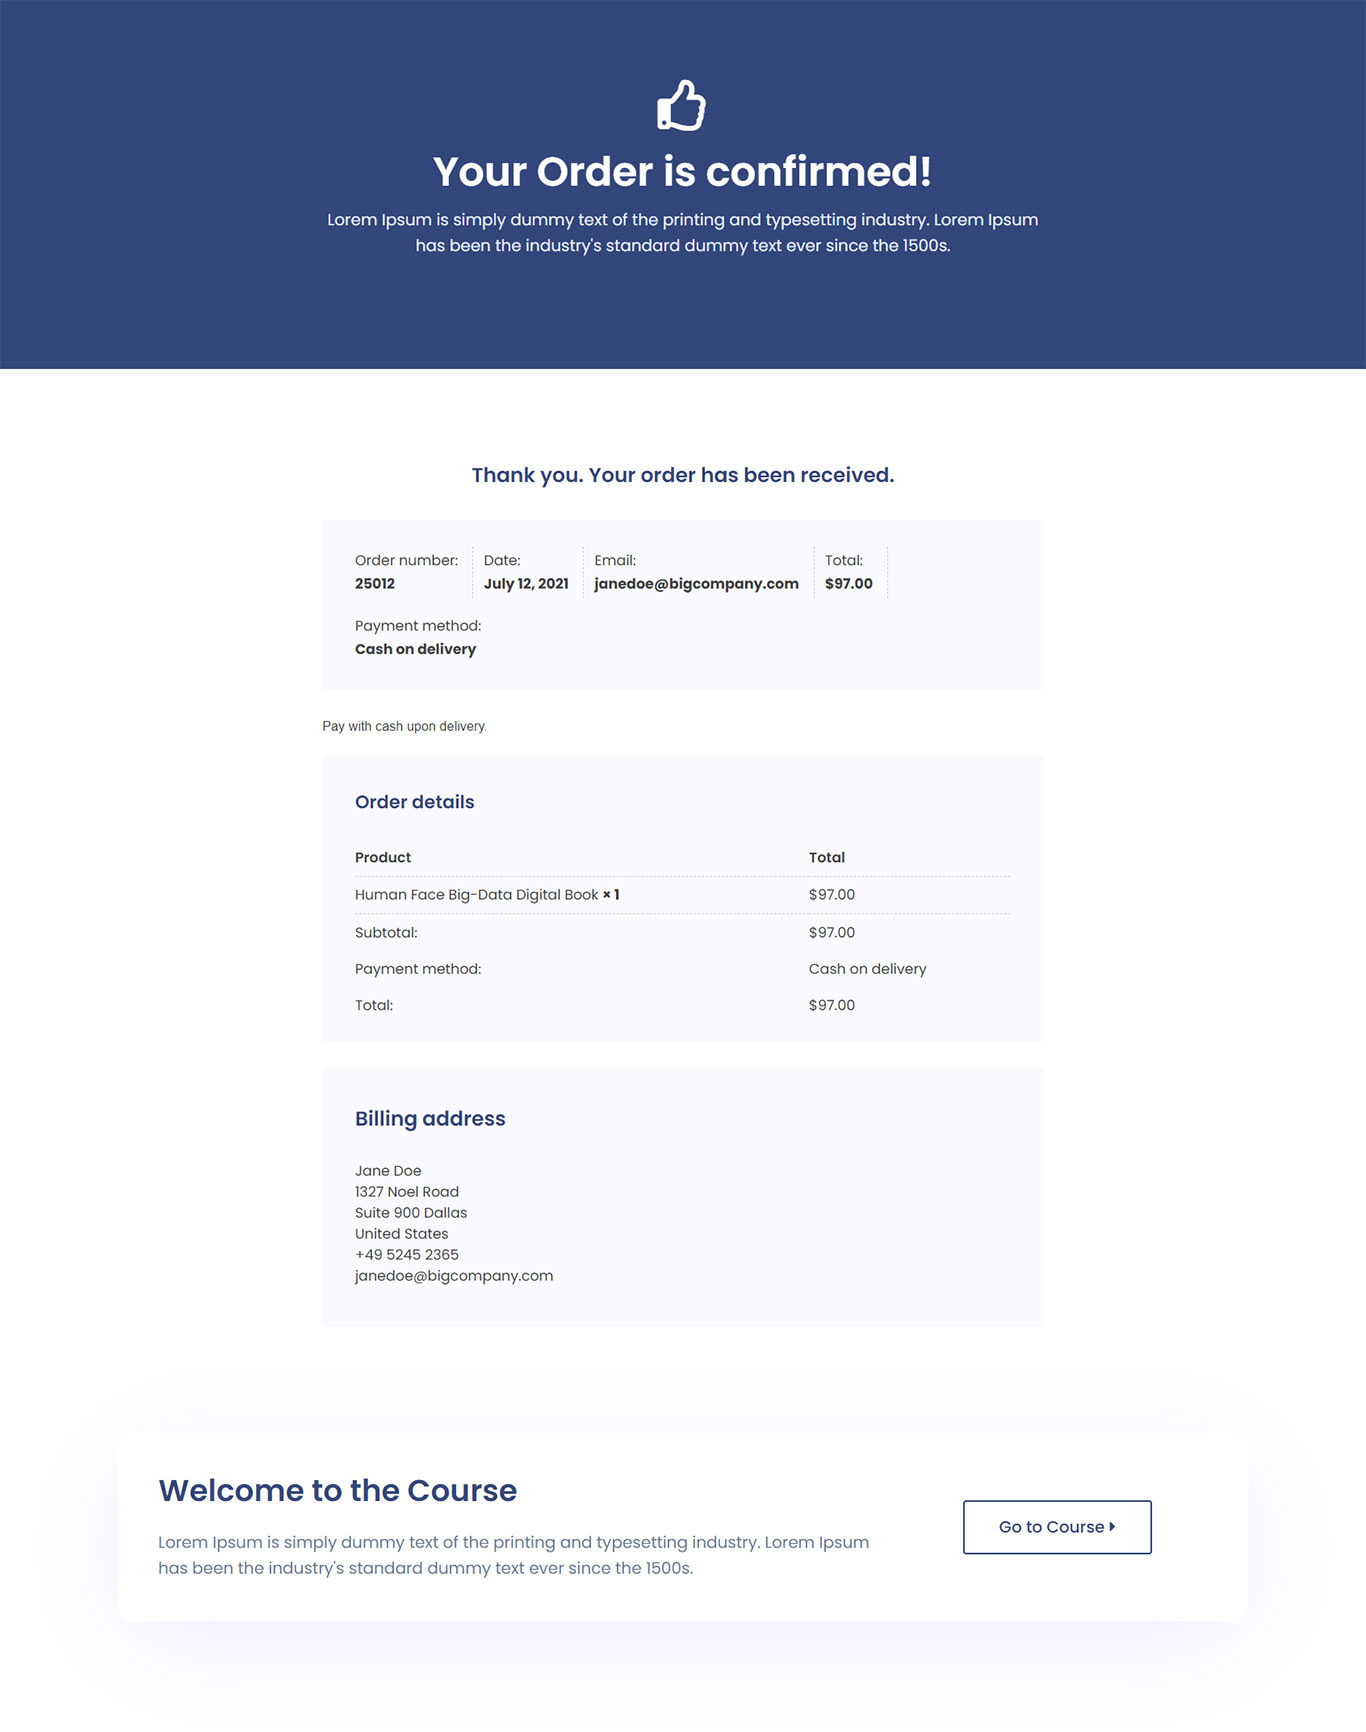 Your Order is confirmed!
Lorem Ipsum is simply dummy text of the printing and typesetting industry. Lorem Ipsum
has been the industry's standard dummy text ever since the 1500s.
Thank you. Your order has been received.
Order number: Date: Email: Total:
25012 July 12, 2021 janedoe@bigcompany.com $97.00
Payment method:
Cash on delivery
Pay with cash upon delivery.
Order details
Product Total
Human Face Big-Data Digital Book × 1 $97.00
Subtotal: $97.00
Payment method: Cash on delivery
Total: $97.00
Billing address
Jane Doe
1327 Noel Road
Suite 900 Dallas
United States
+49 5245 2365
janedoe@bigcompany.com
Welcome to the Course
Lorem Ipsum is simply dummy text of the printing and typesetting industry. Lorem Ipsum
has been the industry's standard dummy text ever since the 1500s.
Go to Course